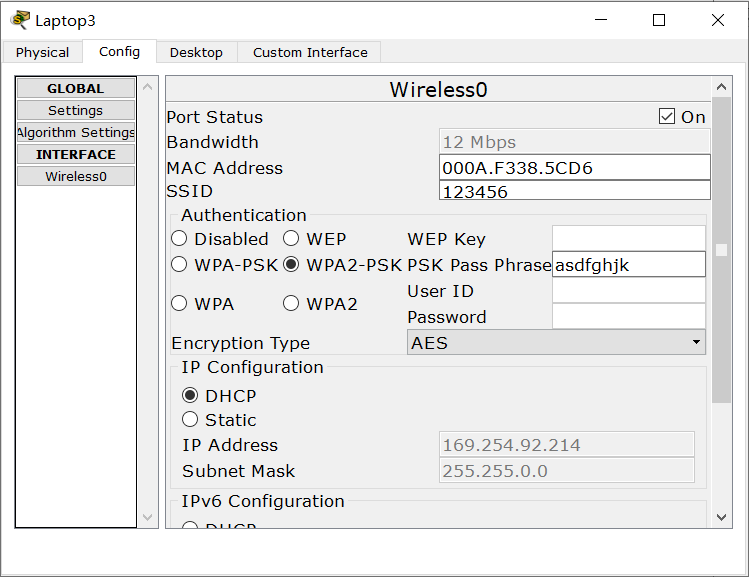 Laptop3
Physical Config Desktop Custom Interface
GLOBAL
Settings
Algorithm Settings
INTERFACE
Wireless0
Wireless0
Port Status On
Bandwidth 12 Mbps
MAC Address 000A.F338.5CD6
SSID 123456
Authentication
Disabled WEP WEP Key
WPA-PSK WPA2-PSK PSK Pass Phrase asdfghjk
User ID
WPA WPA2
Password
Encryption Type AES
IP Configuration
DHCP
Static
IP Address 169.254.92.214
Subnet Mask 255.255.0.0
IPv6 Configuration
DHCP